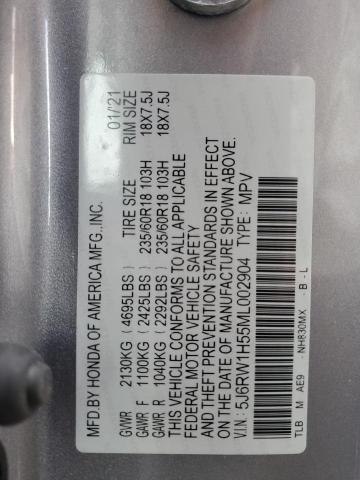 MFD.BY HONDA OF AMERICA MFG.,INC. 01/21
TIRE SIZE RIM SIZE
GVWR 2130KG (4695LBS)
GAWR F 1100KG (2425LBS) 235/60R18 103H 18X7.5J
GAWR R 1040KG (2292LBS) 235/60R18 103H 18X7.5J
THIS VEHICLE CONFORMS TO ALL APPLICABLE
FEDERAL MOTOR VEHICLE SAFETY
AND THEFT PREVENTION STANDARDS IN EFFECT
ON THE DATE OF MANUFACTURE SHOWN ABOVE.
V.I.N: 5J6RW1H55ML002904 TYPE: MPV
TLB M AE9 -NH830MX -B-L